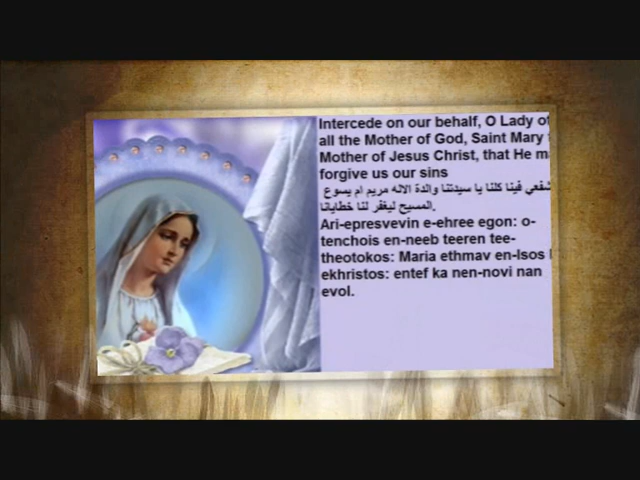 Intercede on our behalf, O Lady of
all the Mother of God, Saint Mary
Mother of Jesus Christ, that He
forgive us our sins
شفعي فينا كلنا يا سيدتنا والدة الاله مريم ام يسوع
المسيح ليغفر لنا خطايانا.
Ari-epresvevin e-ehree egon: o-
tenchois en-neeb teeren tee-
theotokos: Maria ethmav en-Isos
ekhristos: entef ka nen-novi nan
evol.